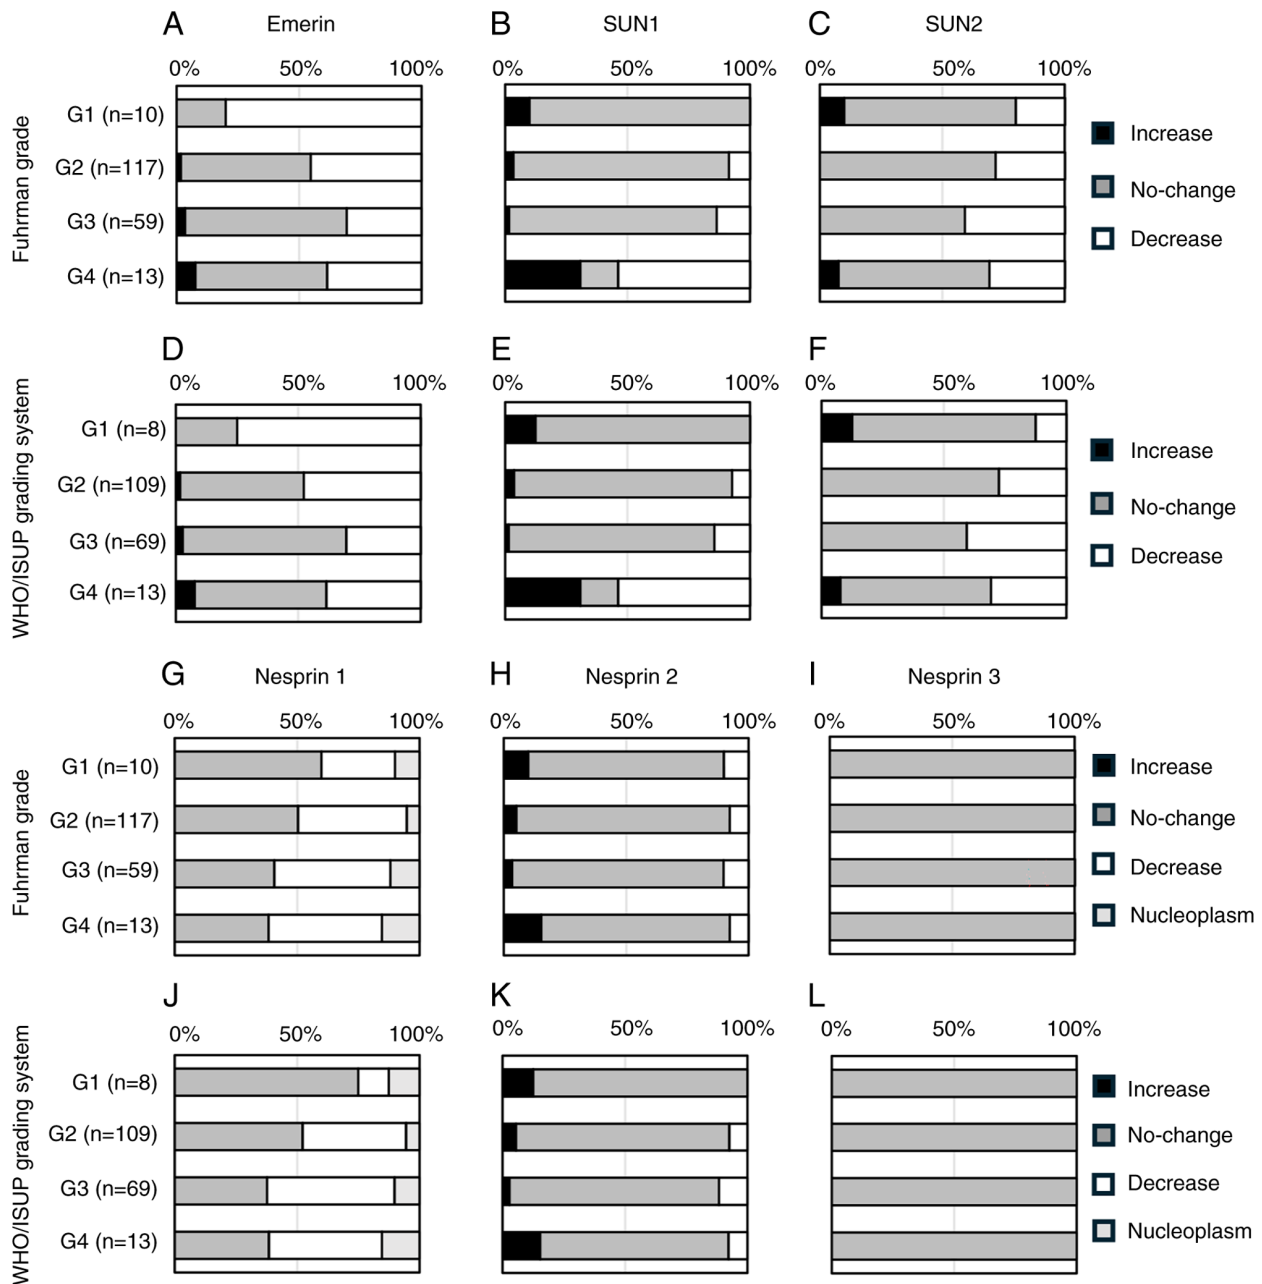 A Emerin B SUN1 C SUN2
0% 50% 100% 0% 50% 100% 0% 50% 100%
Fuhrman grade
G1 (n=10)
G2 (n=117)
G3 (n=59)
G4 (n=13)
Increase
No-change
Decrease
D E F
0% 50% 100% 0% 50% 100% 0% 50% 100%
WHO/ISUP grading system
G1 (n=8)
G2 (n=109)
G3 (n=69)
G4 (n=13)
Increase
No-change
Decrease
G Nesprin 1 H Nesprin 2 I Nesprin 3
0% 50% 100% 0% 50% 100% 0% 50% 100%
Fuhrman grade
G1 (n=10)
G2 (n=117)
G3 (n=59)
G4 (n=13)
Increase
No-change
Decrease
Nucleoplasm
J K L
0% 50% 100% 0% 50% 100% 0% 50% 100%
WHO/ISUP grading system
G1 (n=8)
G2 (n=109)
G3 (n=69)
G4 (n=13)
Increase
No-change
Decrease
Nucleoplasm